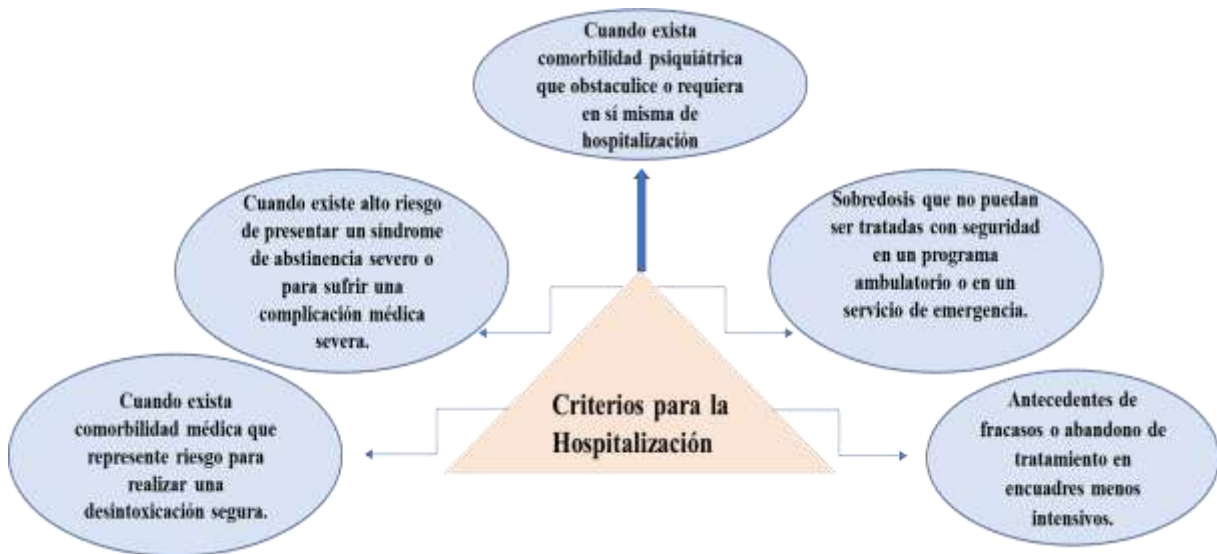 Cuando exista
comorbilidad psiquiátrica
que obstaculice o requiera
en sí misma de
hospitalización
Cuando existe alto riesgo
de presentar un síndrome
de abstinencia severo o
para sufrir una
complicación médica
severa.
Sobredosis que no puedan
ser tratadas con seguridad
en un programa
ambulatorio o en un
servicio de emergencia.
Cuando exista
comorbilidad médica que
represente riesgo para
realizar una
desintoxicación segura.
Criterios para la
Hospitalización
Antecedentes de
fracasos o abandono de
tratamiento en
encuadres menos
intensivos.